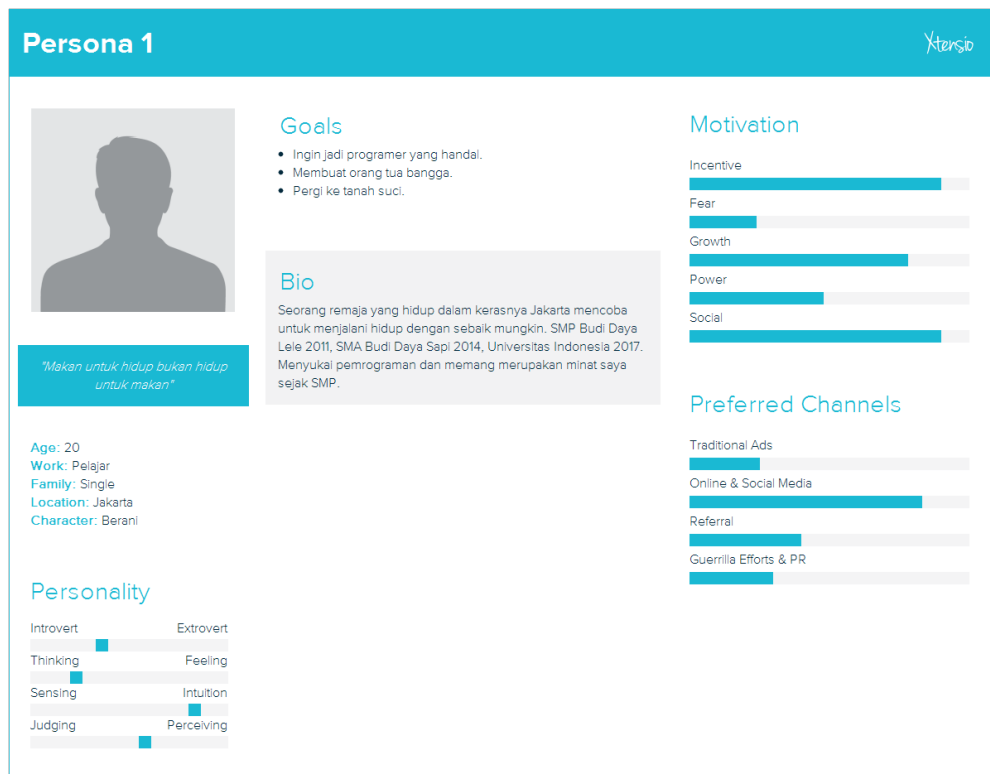 Persona 1
Xtensio
"Makan untuk hidup bukan hidup
untuk makan"
Age: 20
Work: Pelajar
Family: Single
Location: Jakarta
Character: Berani
Personality
Introvert Extrovert
Thinking Feeling
Sensing Intuition
Judging Perceiving
Goals
Ingin jadi programer yang handal.
Membuat orang tua bangga.
Pergi ke tanah suci.
Bio
Seorang remaja yang hidup dalam kerasnya Jakarta mencoba
untuk menjalani hidup dengan sebaik mungkin. SMP Budi Daya
Lele 2011, SMA Budi Daya Sapi 2014, Universitas Indonesia 2017.
Menyukai pemrograman dan memang merupakan minat saya
sejak SMP.
Motivation
Incentive
Fear
Growth
Power
Social
Preferred Channels
Traditional Ads
Online & Social Media
Referral
Guerrilla Efforts & PR